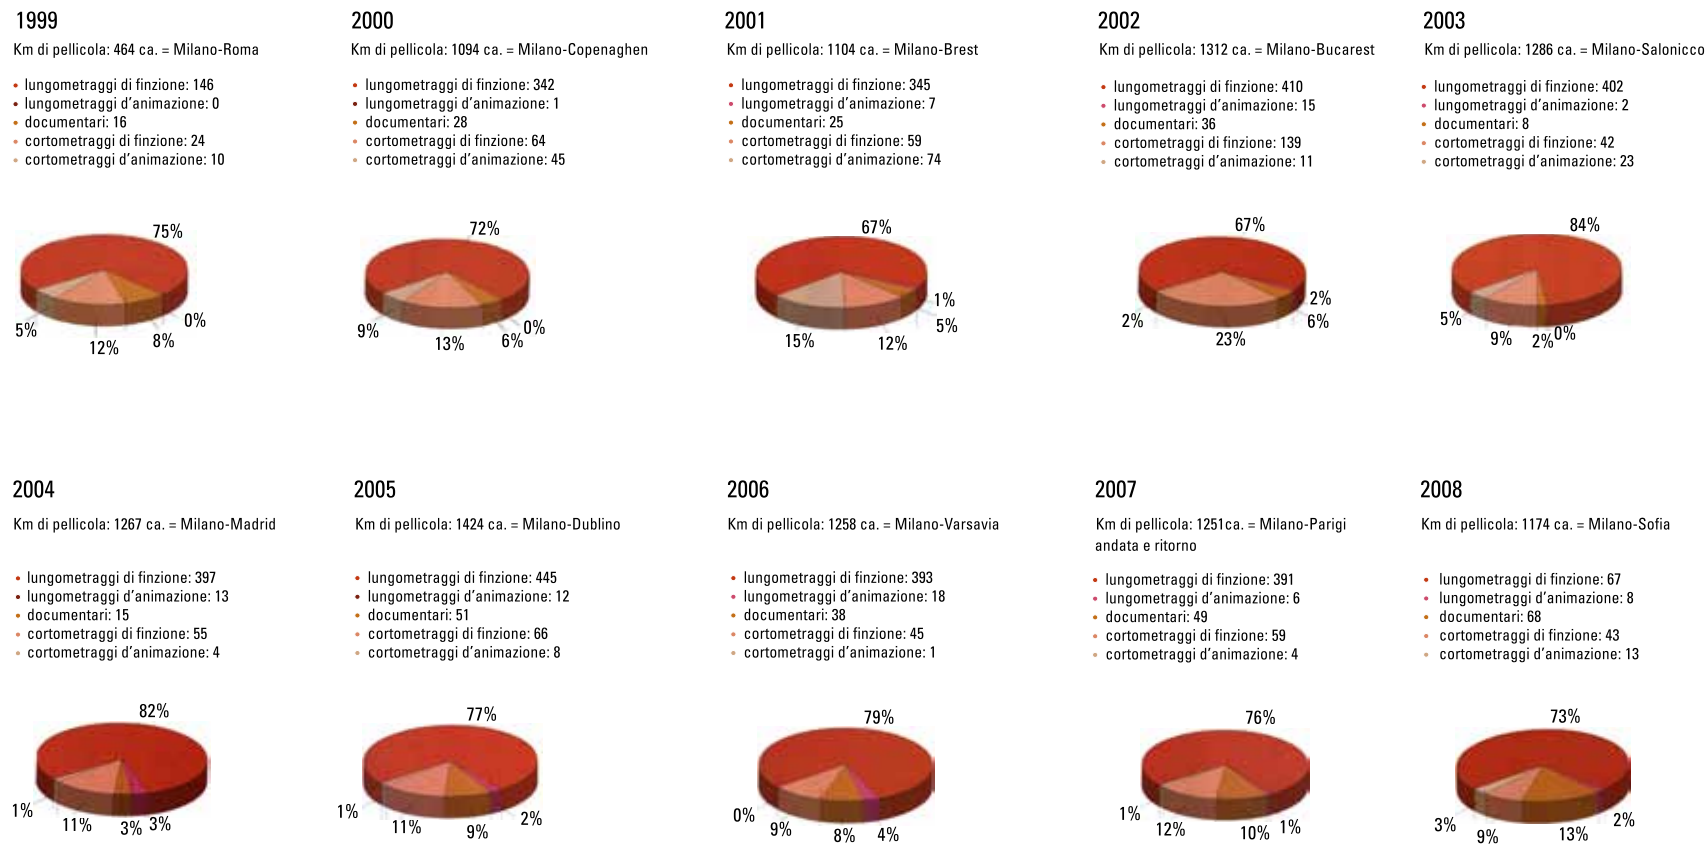 1999
Km di pellicola: 464 ca. = Milano-Roma
• lungometraggi di finzione: 146
• lungometraggi d'animazione: 0
• documentari: 16
• cortometraggi di finzione: 24
• cortometraggi d'animazione: 10
75%
0%
8%
12%
5%
2000
Km di pellicola: 1094 ca. = Milano-Copenaghen
• lungometraggi di finzione: 342
• lungometraggi d'animazione: 1
• documentari: 28
• cortometraggi di finzione: 64
• cortometraggi d'animazione: 45
72%
0%
6%
13%
9%
2001
Km di pellicola: 1104 ca. = Milano-Brest
• lungometraggi di finzione: 345
• lungometraggi d'animazione: 7
• documentari: 25
• cortometraggi di finzione: 59
• cortometraggi d'animazione: 74
67%
1%
5%
12%
15%
2002
Km di pellicola: 1312 ca. = Milano-Bucarest
• lungometraggi di finzione: 410
• lungometraggi d'animazione: 15
• documentari: 36
• cortometraggi di finzione: 139
• cortometraggi d'animazione: 11
67%
2%
6%
23%
2%
2003
Km di pellicola: 1286 ca. = Milano-Salonicco
• lungometraggi di finzione: 402
• lungometraggi d'animazione: 2
• documentari: 8
• cortometraggi di finzione: 42
• cortometraggi d'animazione: 23
84%
0%
2%
9%
5%
2004
Km di pellicola: 1267 ca. = Milano-Madrid
• lungometraggi di finzione: 397
• lungometraggi d'animazione: 13
• documentari: 15
• cortometraggi di finzione: 55
• cortometraggi d'animazione: 4
82%
3%
3%
11%
1%
2005
Km di pellicola: 1424 ca. = Milano-Dublino
• lungometraggi di finzione: 445
• lungometraggi d'animazione: 12
• documentari: 51
• cortometraggi di finzione: 66
• cortometraggi d'animazione: 8
77%
2%
9%
11%
1%
2006
Km di pellicola: 1258 ca. = Milano-Varsavia
• lungometraggi di finzione: 393
• lungometraggi d'animazione: 18
• documentari: 38
• cortometraggi di finzione: 45
• cortometraggi d'animazione: 1
79%
4%
8%
9%
0%
2007
Km di pellicola: 1251ca. = Milano-Parigi
andata e ritorno
• lungometraggi di finzione: 391
• lungometraggi d'animazione: 6
• documentari: 49
• cortometraggi di finzione: 59
• cortometraggi d'animazione: 4
76%
1%
10%
12%
1%
2008
Km di pellicola: 1174 ca. = Milano-Sofia
• lungometraggi di finzione: 67
• lungometraggi d'animazione: 8
• documentari: 68
• cortometraggi di finzione: 43
• cortometraggi d'animazione: 13
73%
2%
13%
9%
3%